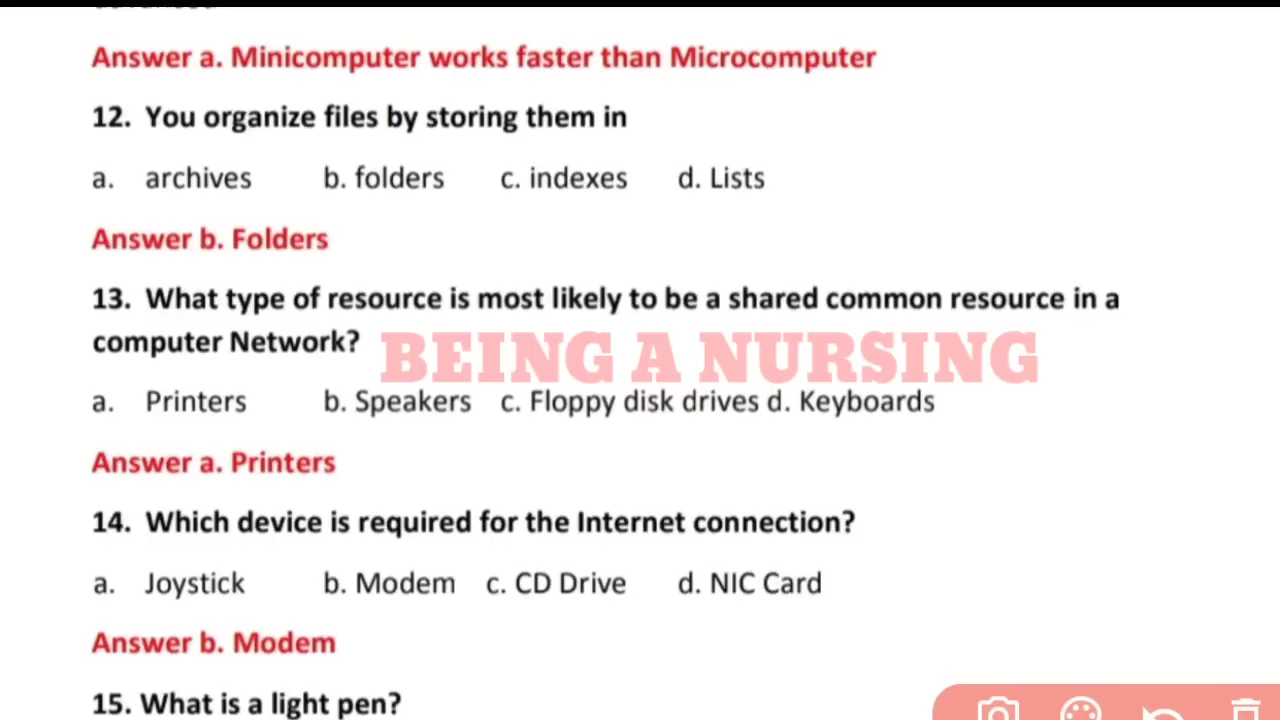 Answer a. Minicomputer works faster than Microcomputer
12. You organize files by storing them in
a. archives b. folders c. indexes d. Lists
Answer b. Folders
13. What type of resource is most likely to be a shared common resource in a
computer Network?
BEING A NURSING
a. Printers b. Speakers c. Floppy disk drives d. Keyboards
Answer a. Printers
14. Which device is required for the Internet connection?
a. Joystick b. Modem c. CD Drive d. NIC Card
Answer b. Modem
15. What is a light pen?